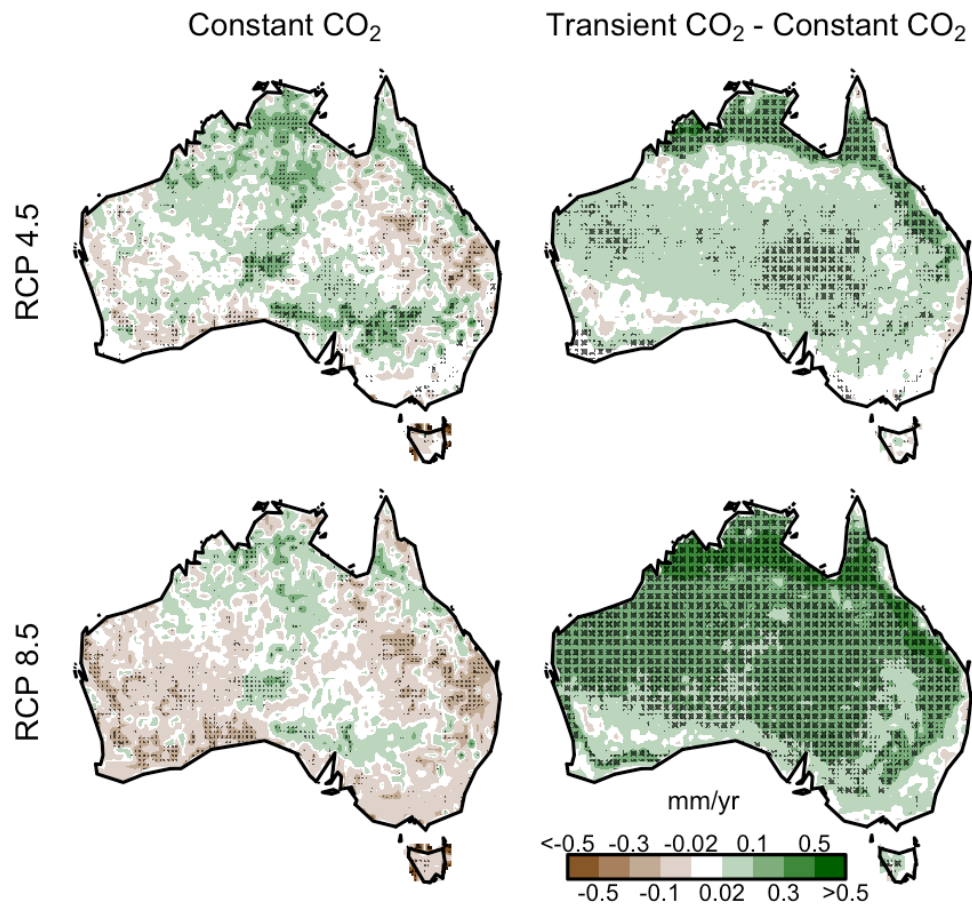 Constant CO₂
Transient CO₂ - Constant CO₂
RCP 4.5
RCP 8.5
mm/yr
<-0.5 -0.3 -0.02 0.1 0.5
-0.5 -0.1 0.02 0.3 >0.5